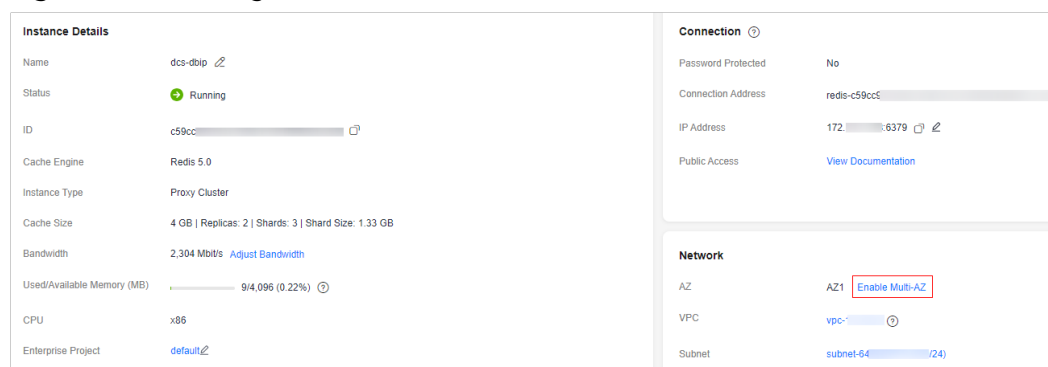 Instance Details
Name dcs-dbip
Status Running
ID c59cc
Cache Engine Redis 5.0
Instance Type Proxy Cluster
Cache Size 4 GB | Replicas: 2 | Shards: 3 | Shard Size: 1.33 GB
Bandwidth 2,304 Mbit/s Adjust Bandwidth
Used/Available Memory (MB) 9/4,096 (0.22%)
CPU x86
Enterprise Project default
Connection
Password Protected No
Connection Address redis-c59cc9
IP Address 172. :6379
Public Access View Documentation
Network
AZ AZ1 Enable Multi-AZ
VPC vpc-
Subnet subnet-64 /24)